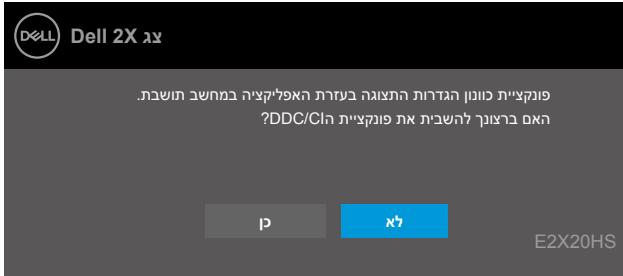 DELL
צג Dell 2X
פונקציית כוונון הגדרות התצוגה בעזרת האפליקציה במחשב תושבת.
האם ברצונך להשבית את פונקציית הDDC/CI?
לא
כן
E2X20HS